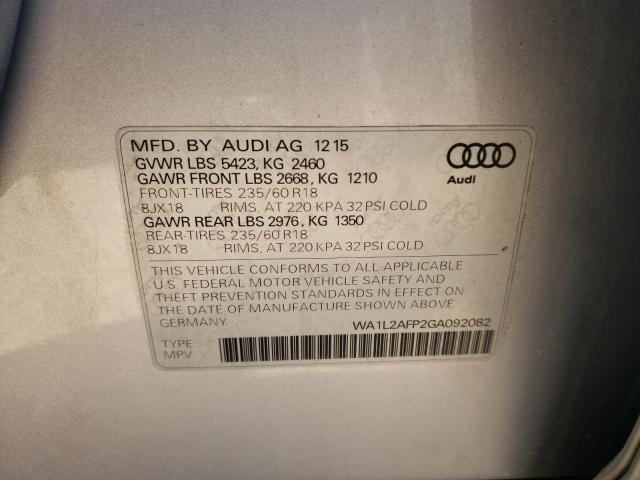 MFD. BY AUDI AG 12 15
GVWR LBS 5423, KG 2460
GAWR FRONT LBS 2668, KG 1210
FRONT-TIRES 235/60 R18
8JX18 RIMS, AT 220 KPA 32 PSI COLD
GAWR REAR LBS 2976, KG 1350
REAR-TIRES 235/60 R18
8JX18 RIMS, AT 220 KPA 32 PSI COLD
Audi
THIS VEHICLE CONFORMS TO ALL APPLICABLE
U.S. FEDERAL MOTOR VEHICLE SAFETY AND
THEFT PREVENTION STANDARDS IN EFFECT ON
THE DATE OF MANUFACTURE SHOWN ABOVE
GERMANY WA1L2AFP2GA092082
TYPE
MPV